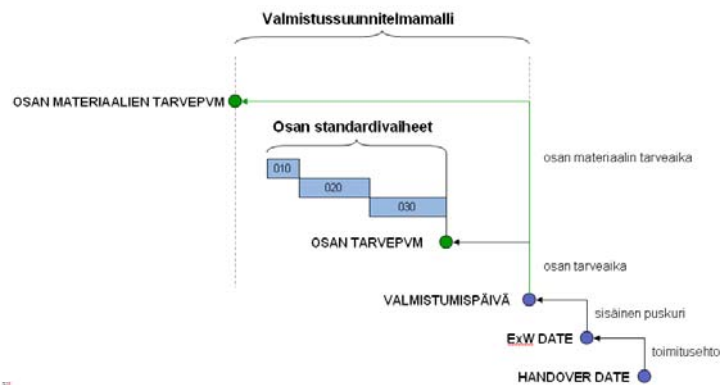 Valmistussuunnitelmamalli
OSAN MATERIAALIEN TARVEPVM
Osan standardivaiheet
osan materiaalin tarveaika
010
020
030
OSAN TARVEPVM
osan tarveaika
VALMISTUMISPÄIVÄ
sisäinen puskuri
ExW DATE
toimitusehto
HANDOVER DATE